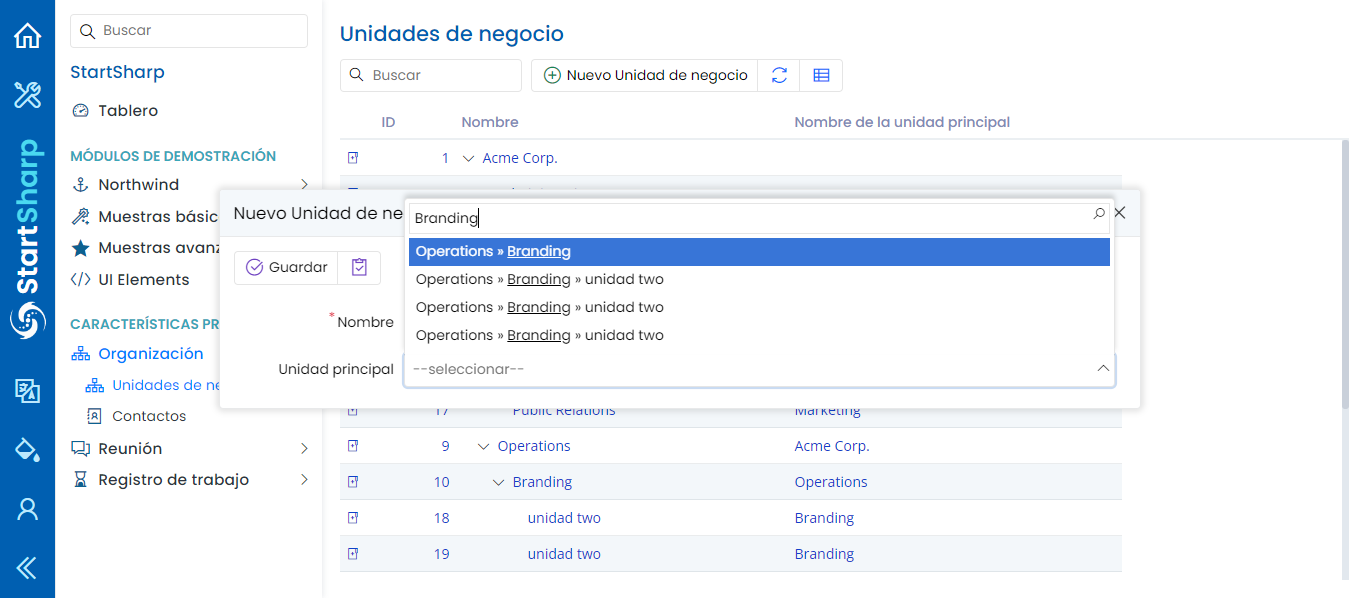 StartSharp
Buscar
StartSharp
Tablero
MÓDULOS DE DEMOSTRACIÓN
Northwind
Muestras básic
Muestras avanz
UI Elements
CARACTERÍSTICAS PR
Organización
Unidades de ne
Contactos
Reunión
Registro de trabajo
Unidades de negocio
Buscar
Nuevo Unidad de negocio
ID Nombre Nombre de la unidad principal
1 Acme Corp.
Nuevo Unidad de ne
Branding
Guardar
Operations » Branding
Operations » Branding » unidad two
Operations » Branding » unidad two
Operations » Branding » unidad two
* Nombre
Unidad principal --seleccionar--
17 Public Relations Marketing
9 Operations Acme Corp.
10 Branding Operations
18 unidad two Branding
19 unidad two Branding